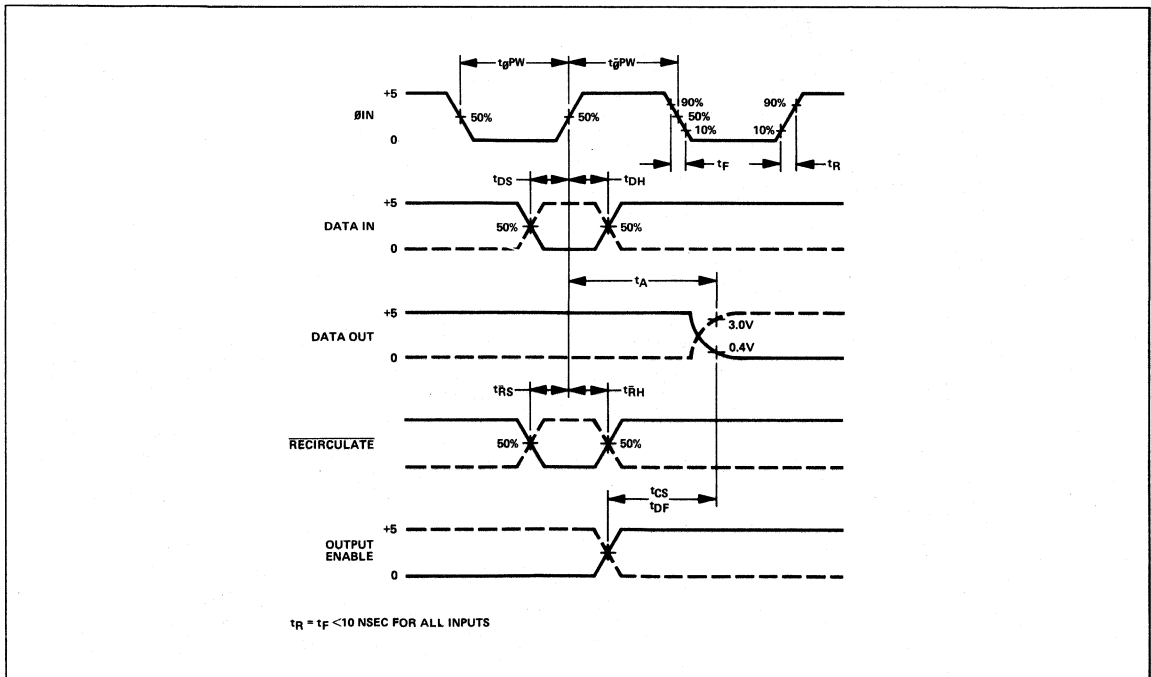 tøPW tø̄PW
+5
øIN
0
50% 50% 90% 50% 10% 10% 90%
tF tR
tDS tDH
+5
DATA IN
0
50% 50%
tA
+5
DATA OUT
0
3.0V
0.4V
tR̄S tR̄H
RECIRCULATE
50% 50%
tCS
tDF
+5
OUTPUT
ENABLE
0
tR = tF <10 NSEC FOR ALL INPUTS